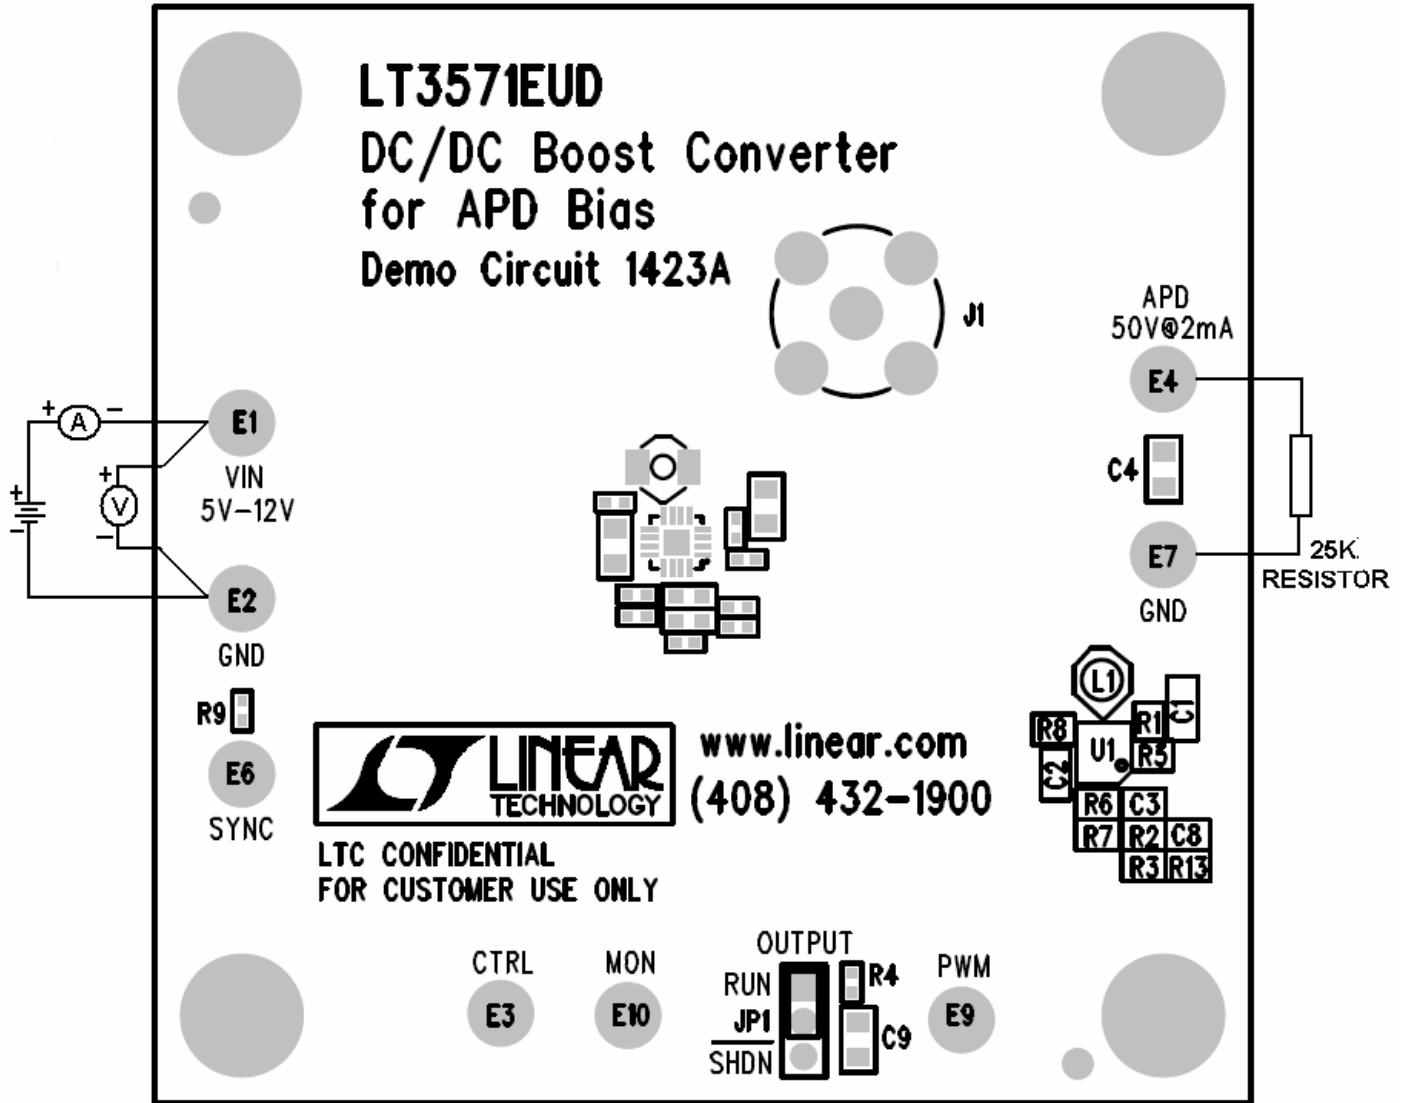 LT3571EUD
DC/DC Boost Converter
for APD Bias
Demo Circuit 1423A
J1
APD
50V@2mA
E4
C4
E7
GND
25K
RESISTOR
+ A -
+
-
+
V
-
E1
VIN
5V-12V
E2
GND
R9
E6
SYNC
LINEAR
TECHNOLOGY
www.linear.com
(408) 432-1900
LTC CONFIDENTIAL
FOR CUSTOMER USE ONLY
L1
R8
R1
C1
U1
R5
C2
R6 C3
R7 R2 C8
R3 R13
CTRL
E3
MON
E10
OUTPUT
RUN
JP1
SHDN
R4
C9
PWM
E9